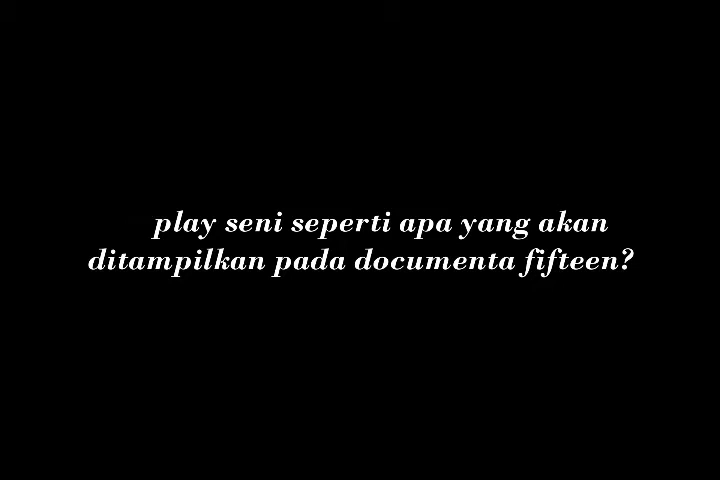 play seni seperti apa yang akan
ditampilkan pada documenta fifteen?